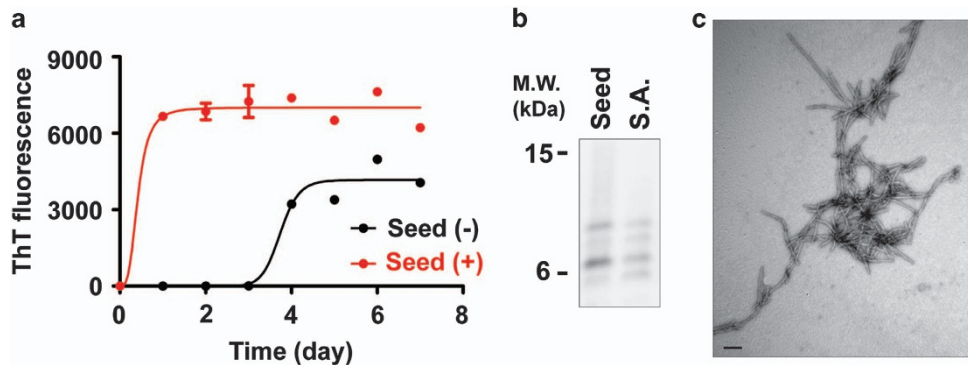 a
ThT fluorescence
9000
6000
3000
0
0 2 4 6 8
Time (day)
Seed (-)
Seed (+)
b
M.W.
(kDa)
Seed
S.A.
15 -
6 -
c